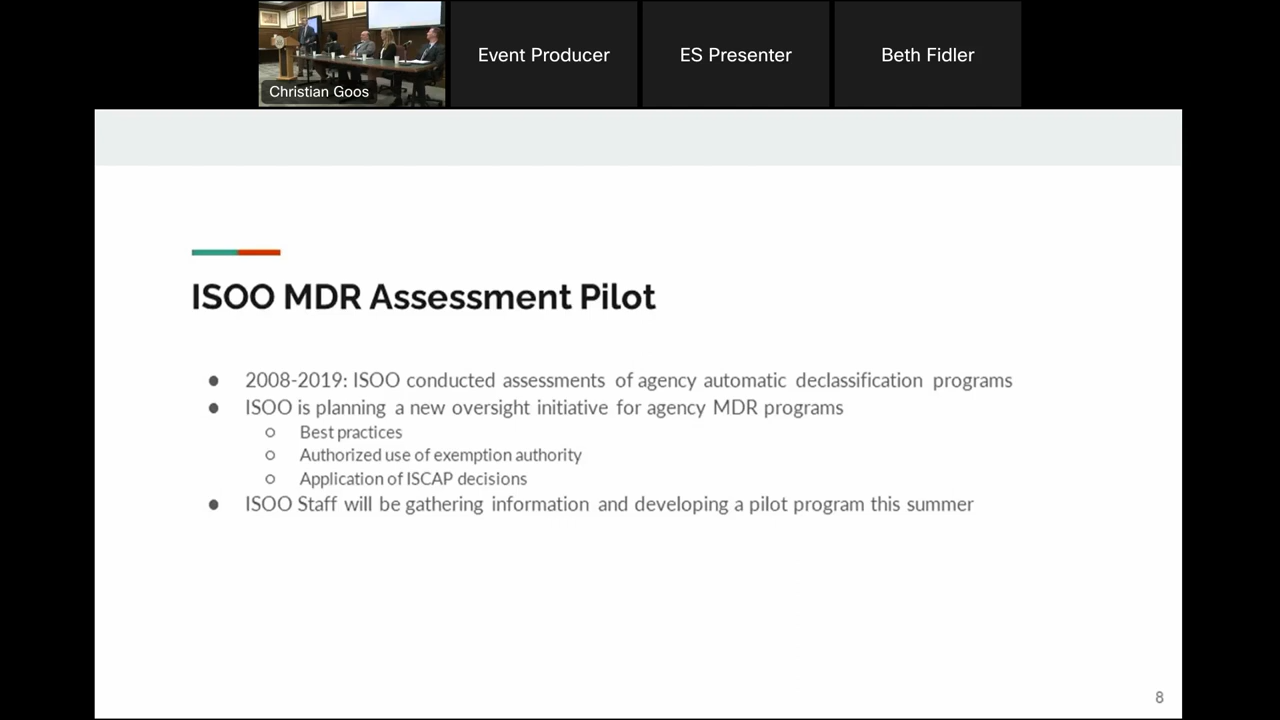 Christian Goos
Event Producer
ES Presenter
Beth Fidler
ISOO MDR Assessment Pilot
● 2008-2019: ISOO conducted assessments of agency automatic declassification programs
● ISOO is planning a new oversight initiative for agency MDR programs
○ Best practices
○ Authorized use of exemption authority
○ Application of ISCAP decisions
● ISOO Staff will be gathering information and developing a pilot program this summer
8